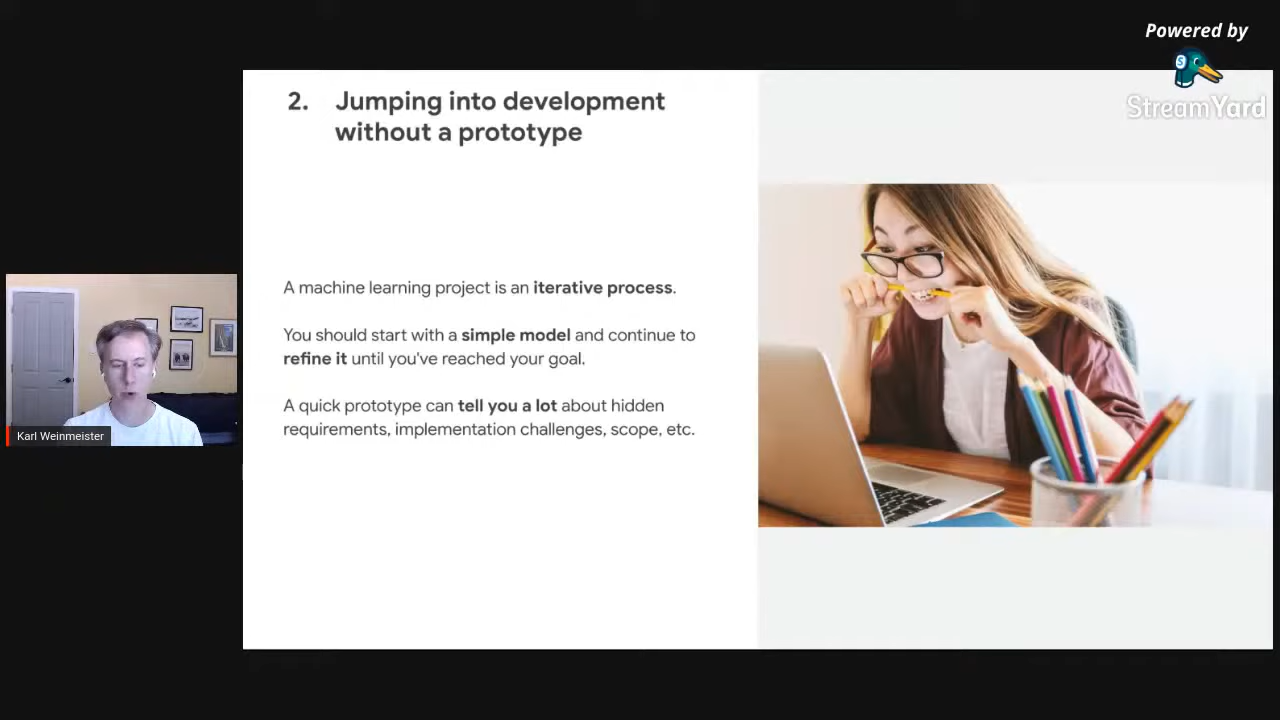 Powered by
StreamYard
2. Jumping into development
without a prototype
A machine learning project is an iterative process.
You should start with a simple model and continue to
refine it until you've reached your goal.
A quick prototype can tell you a lot about hidden
requirements, implementation challenges, scope, etc.
Karl Weinmeister